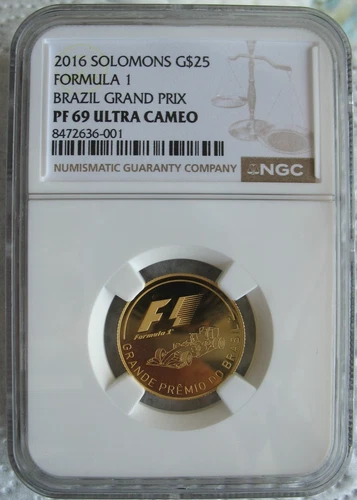 2016 SOLOMONS G$25
FORMULA 1
BRAZIL GRAND PRIX
PF 69 ULTRA CAMEO
8472636-001
NUMISMATIC GUARANTY COMPANY
NGC
F1
Formula 1
GRANDE PRÊMIO DO BRASIL